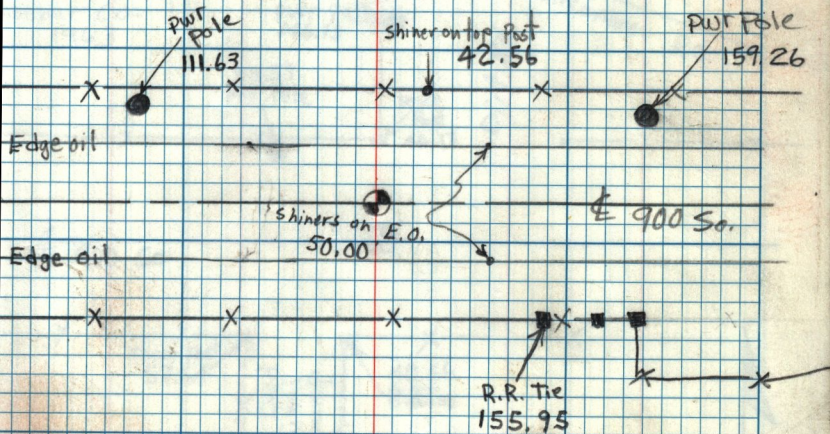 pwr
pole
111.63
shiner on top Post
42.56
pwr Pole
159.26
Edge oil
shiners on E.O.
50.00
℄ 900 So.
Edge oil
R.R. Tie
155.95